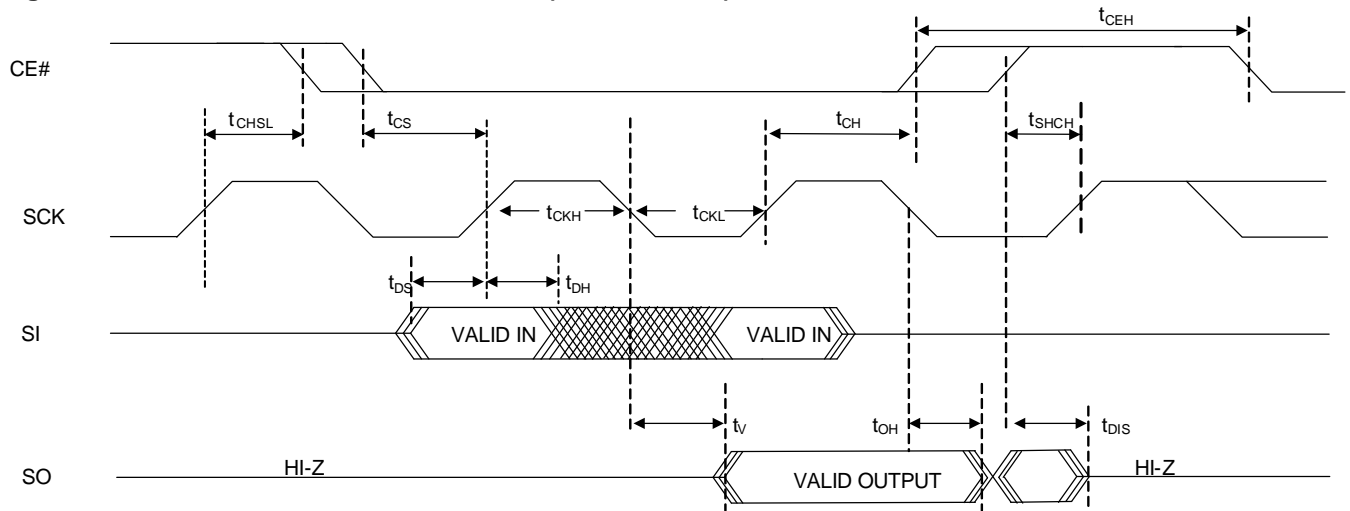 tCEH
CE#
tCHSL
tCS
tCH
tSHCH
SCK
tCKH
tCKL
tDS
tDH
SI
VALID IN
VALID IN
tV
tOH
tDIS
SO
HI-Z
VALID OUTPUT
HI-Z